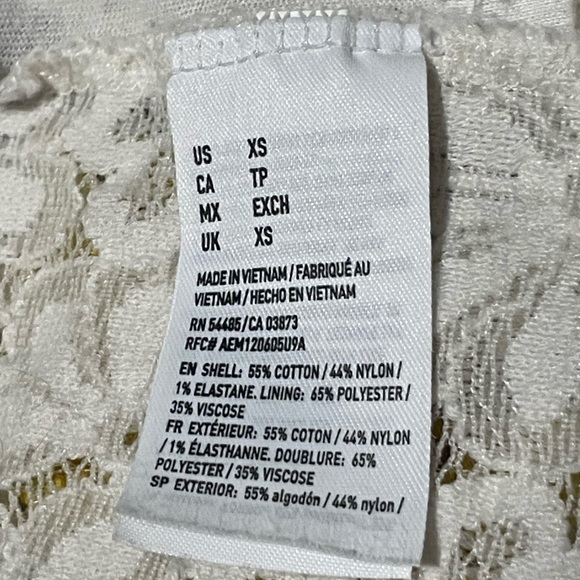 US XS
CA TP
MX EXCH
UK XS
MADE IN VIETNAM / FABRIQUÉ AU
VIETNAM / HECHO EN VIETNAM
RN 54485/CA 03873
RFC# AEM120605U9A
EN SHELL: 55% COTTON / 44% NYLON /
1% ELASTANE. LINING: 65% POLYESTER /
35% VISCOSE
FR EXTÉRIEUR: 55% COTON / 44% NYLON
/ 1% ÉLASTHANNE. DOUBLURE: 65%
POLYESTER / 35% VISCOSE
SP EXTERIOR: 55% algodón / 44% nylon /